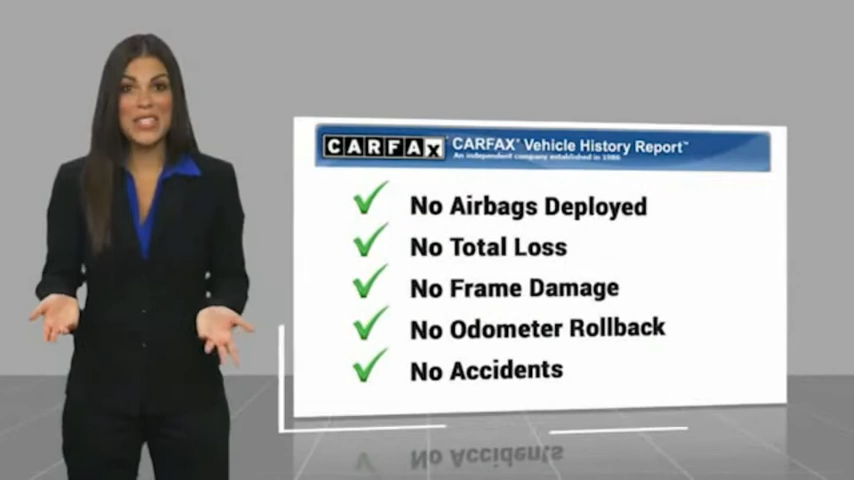 CARFAX CARFAX® Vehicle History Report™
An independent company established in 1986
No Airbags Deployed
No Total Loss
No Frame Damage
No Odometer Rollback
No Accidents
No Accidents